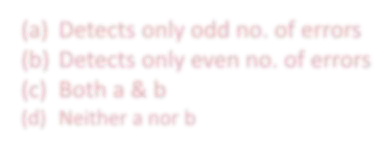 (a) Detects only odd no. of errors
(b) Detects only even no. of errors
(c) Both a & b
(d) Neither a nor b